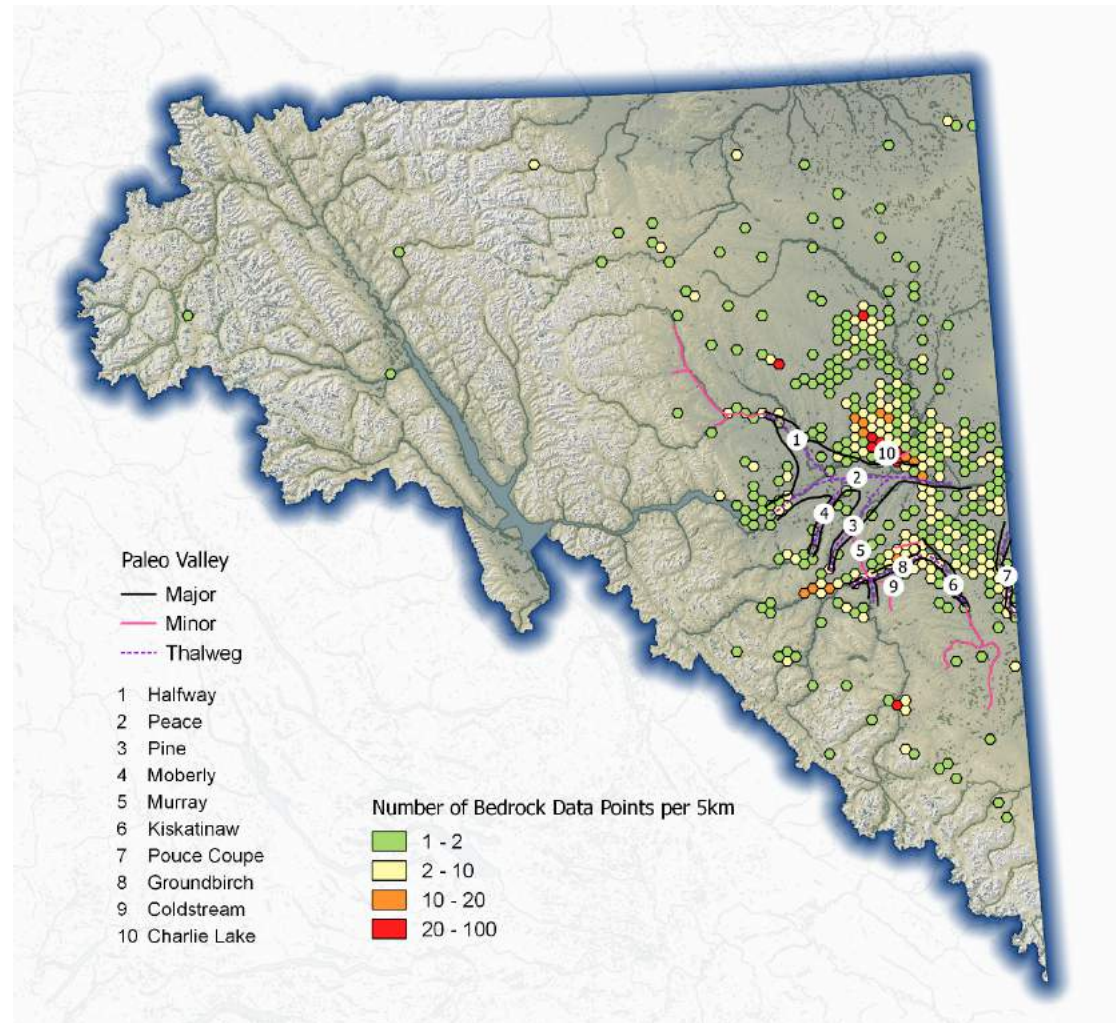 1
10
2
4
3
5
8
7
9
6
Paleo Valley
Major
Minor
Thalweg
1 Halfway
2 Peace
3 Pine
4 Moberly
5 Murray
6 Kiskatinaw
7 Pouce Coupe
8 Groundbirch
9 Coldstream
10 Charlie Lake
Number of Bedrock Data Points per 5km
1 - 2
2 - 10
10 - 20
20 - 100